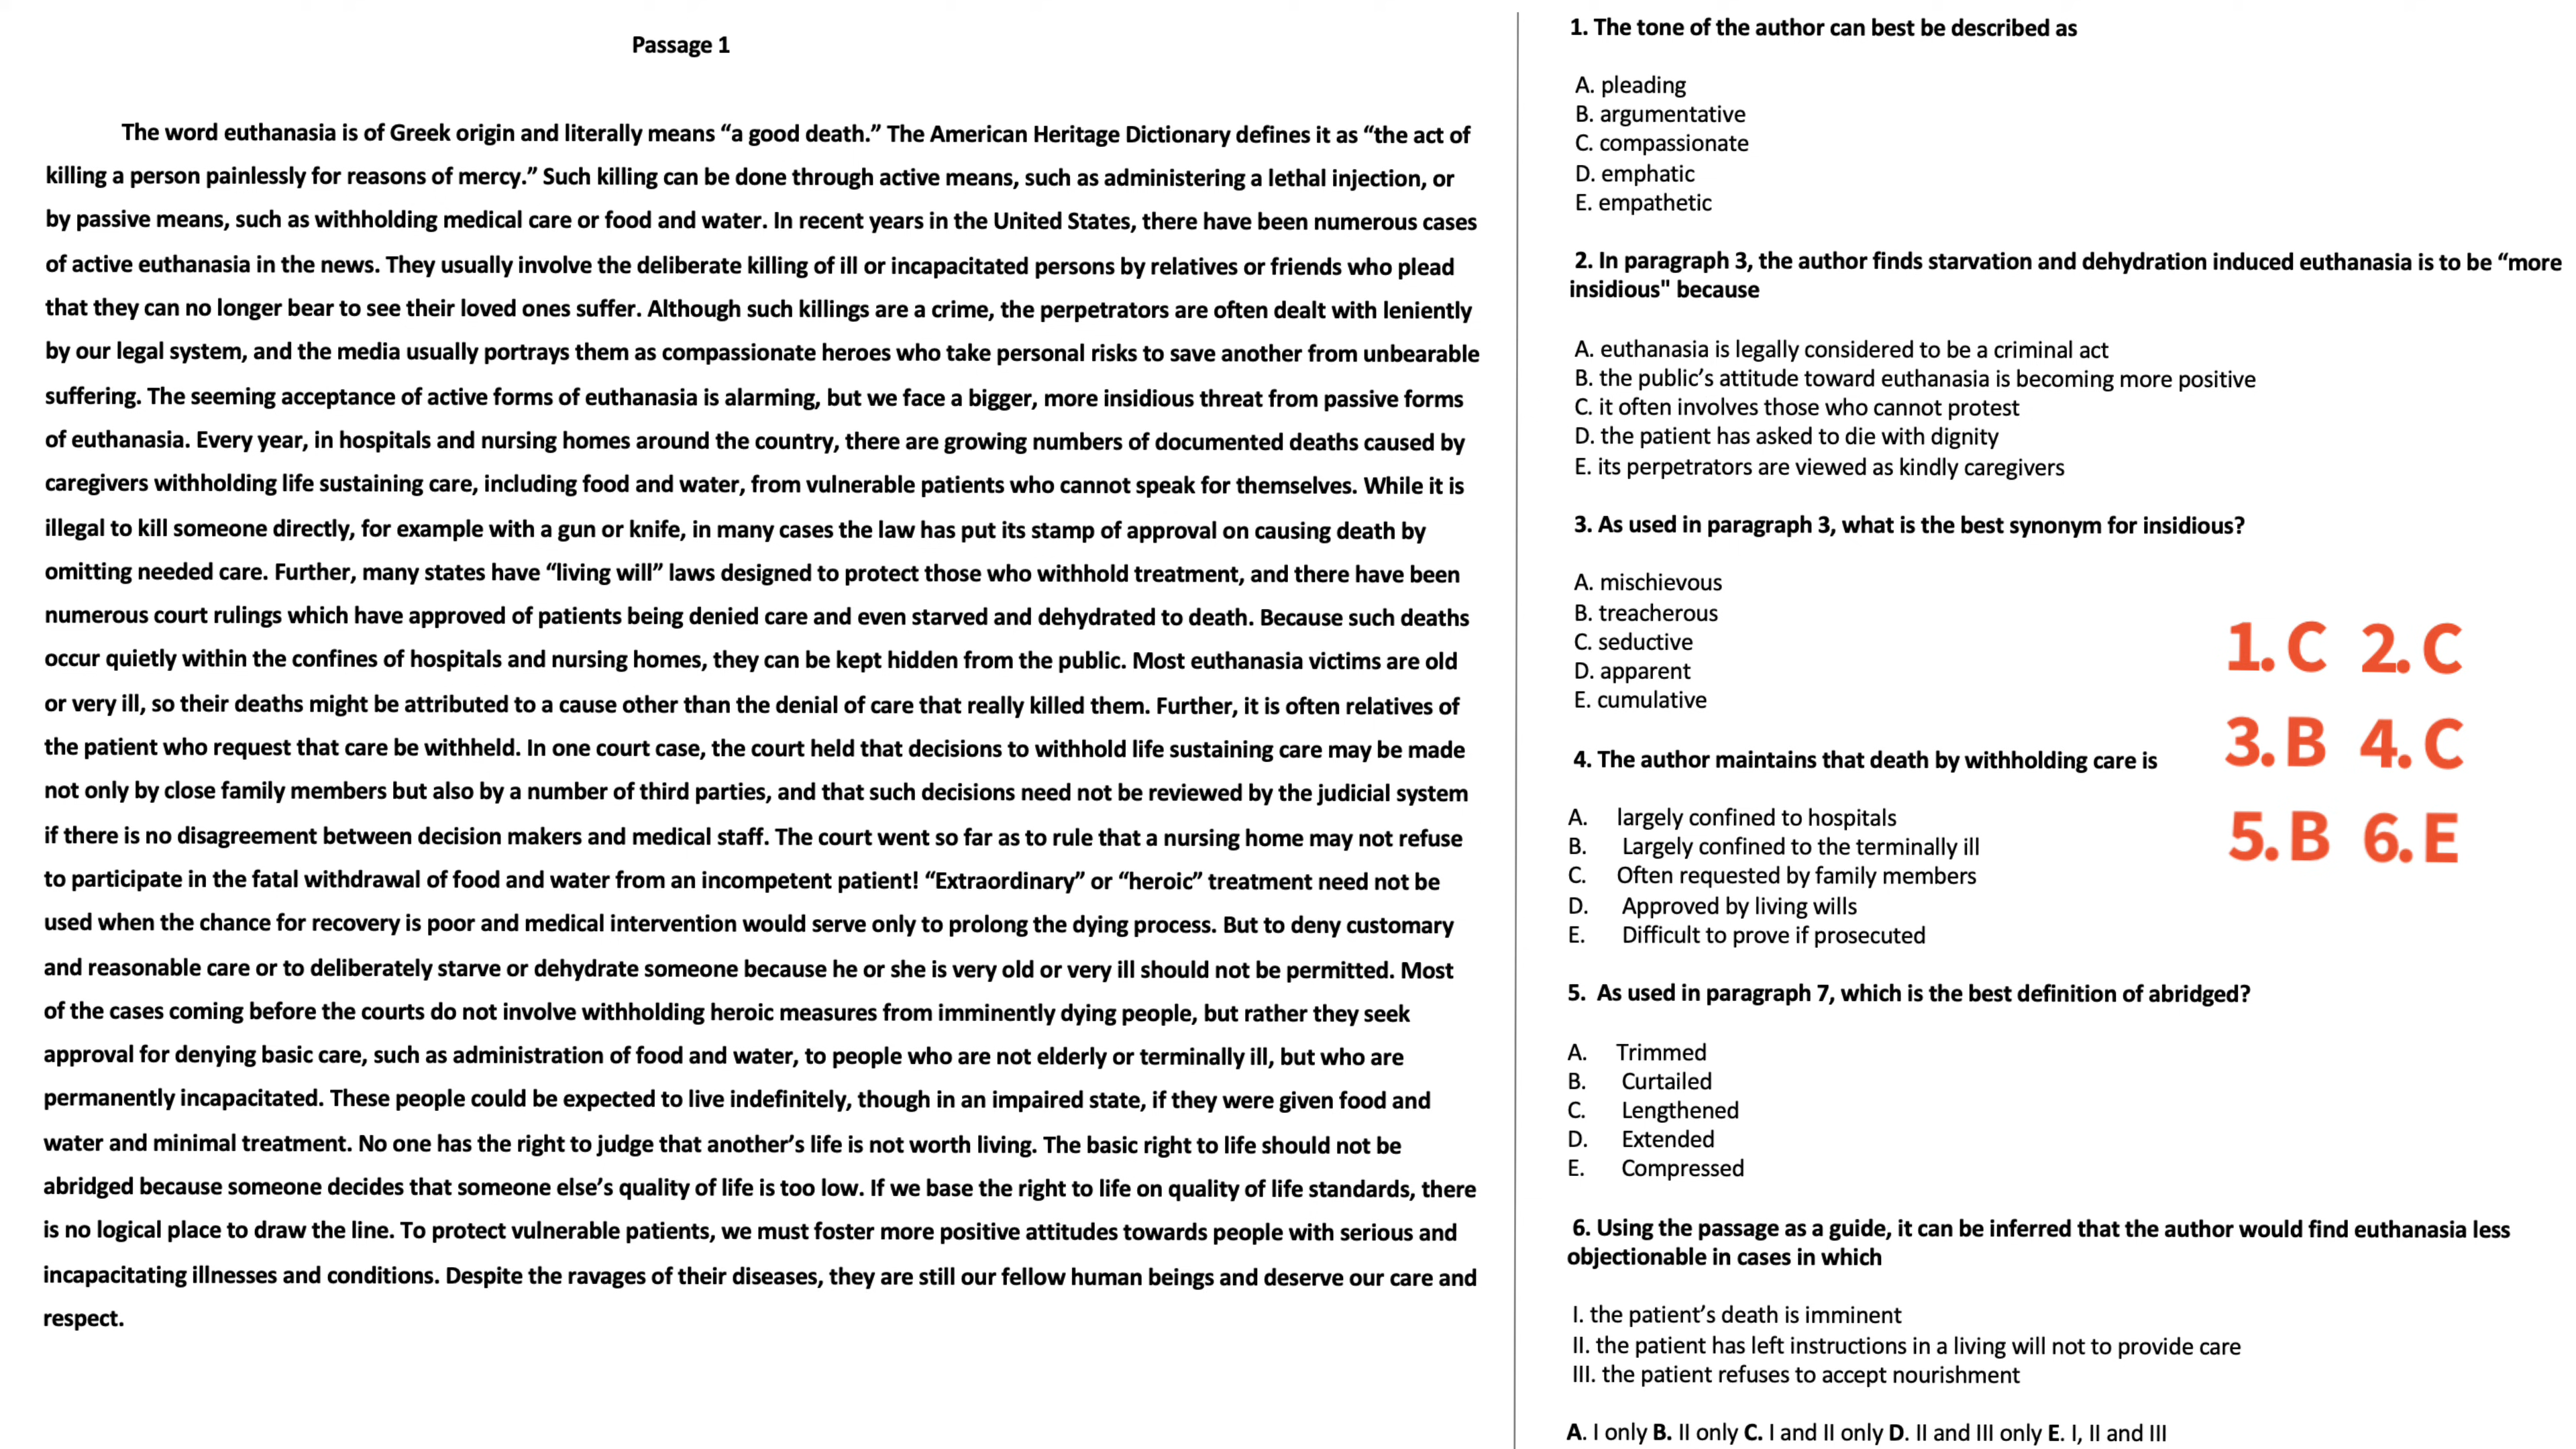 Passage 1
The word euthanasia is of Greek origin and literally means “a good death.” The American Heritage Dictionary defines it as “the act of
killing a person painlessly for reasons of mercy.” Such killing can be done through active means, such as administering a lethal injection, or
by passive means, such as withholding medical care or food and water. In recent years in the United States, there have been numerous cases
of active euthanasia in the news. They usually involve the deliberate killing of ill or incapacitated persons by relatives or friends who plead
that they can no longer bear to see their loved ones suffer. Although such killings are a crime, the perpetrators are often dealt with leniently
by our legal system, and the media usually portrays them as compassionate heroes who take personal risks to save another from unbearable
suffering. The seeming acceptance of active forms of euthanasia is alarming, but we face a bigger, more insidious threat from passive forms
of euthanasia. Every year, in hospitals and nursing homes around the country, there are growing numbers of documented deaths caused by
caregivers withholding life sustaining care, including food and water, from vulnerable patients who cannot speak for themselves. While it is
illegal to kill someone directly, for example with a gun or knife, in many cases the law has put its stamp of approval on causing death by
omitting needed care. Further, many states have “living will” laws designed to protect those who withhold treatment, and there have been
numerous court rulings which have approved of patients being denied care and even starved and dehydrated to death. Because such deaths
occur quietly within the confines of hospitals and nursing homes, they can be kept hidden from the public. Most euthanasia victims are old
or very ill, so their deaths might be attributed to a cause other than the denial of care that really killed them. Further, it is often relatives of
the patient who request that care be withheld. In one court case, the court held that decisions to withhold life sustaining care may be made
not only by close family members but also by a number of third parties, and that such decisions need not be reviewed by the judicial system
if there is no disagreement between decision makers and medical staff. The court went so far as to rule that a nursing home may not refuse
to participate in the fatal withdrawal of food and water from an incompetent patient! “Extraordinary” or “heroic” treatment need not be
used when the chance for recovery is poor and medical intervention would serve only to prolong the dying process. But to deny customary
and reasonable care or to deliberately starve or dehydrate someone because he or she is very old or very ill should not be permitted. Most
of the cases coming before the courts do not involve withholding heroic measures from imminently dying people, but rather they seek
approval for denying basic care, such as administration of food and water, to people who are not elderly or terminally ill, but who are
permanently incapacitated. These people could be expected to live indefinitely, though in an impaired state, if they were given food and
water and minimal treatment. No one has the right to judge that another’s life is not worth living. The basic right to life should not be
abridged because someone decides that someone else’s quality of life is too low. If we base the right to life on quality of life standards, there
is no logical place to draw the line. To protect vulnerable patients, we must foster more positive attitudes towards people with serious and
incapacitating illnesses and conditions. Despite the ravages of their diseases, they are still our fellow human beings and deserve our care and
respect.
1. The tone of the author can best be described as
A. pleading
B. argumentative
C. compassionate
D. emphatic
E. empathetic
2. In paragraph 3, the author finds starvation and dehydration induced euthanasia is to be “more
insidious" because
A. euthanasia is legally considered to be a criminal act
B. the public’s attitude toward euthanasia is becoming more positive
C. it often involves those who cannot protest
D. the patient has asked to die with dignity
E. its perpetrators are viewed as kindly caregivers
3. As used in paragraph 3, what is the best synonym for insidious?
A. mischievous
B. treacherous
C. seductive
D. apparent
E. cumulative
4. The author maintains that death by withholding care is
A. largely confined to hospitals
B. Largely confined to the terminally ill
C. Often requested by family members
D. Approved by living wills
E. Difficult to prove if prosecuted
5. As used in paragraph 7, which is the best definition of abridged?
A. Trimmed
B. Curtailed
C. Lengthened
D. Extended
E. Compressed
6. Using the passage as a guide, it can be inferred that the author would find euthanasia less
objectionable in cases in which
I. the patient’s death is imminent
II. the patient has left instructions in a living will not to provide care
III. the patient refuses to accept nourishment
A. I only B. II only C. I and II only D. II and III only E. I, II and III
1. C 2. C
3. B 4. C
5. B 6. E